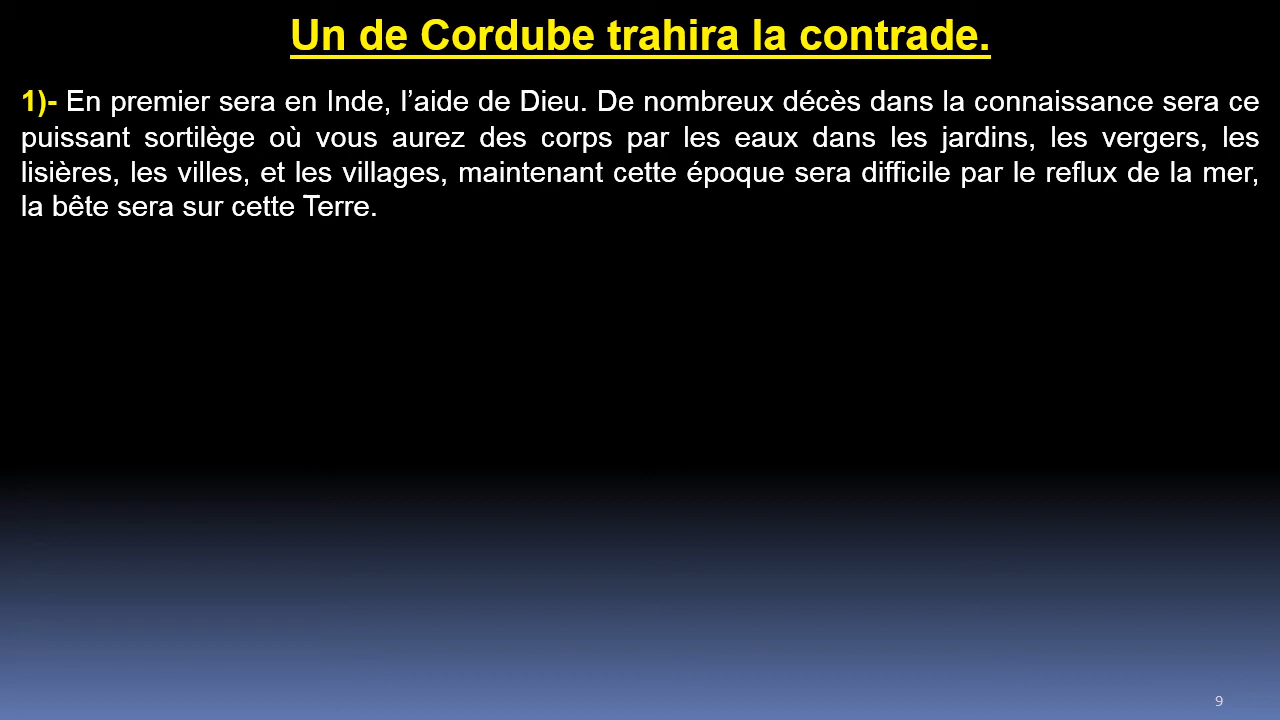 Un de Cordube trahira la contrade.
1)- En premier sera en Inde, l’aide de Dieu. De nombreux décès dans la connaissance sera ce
puissant sortilège où vous aurez des corps par les eaux dans les jardins, les vergers, les
lisières, les villes, et les villages, maintenant cette époque sera difficile par le reflux de la mer,
la bête sera sur cette Terre.
9